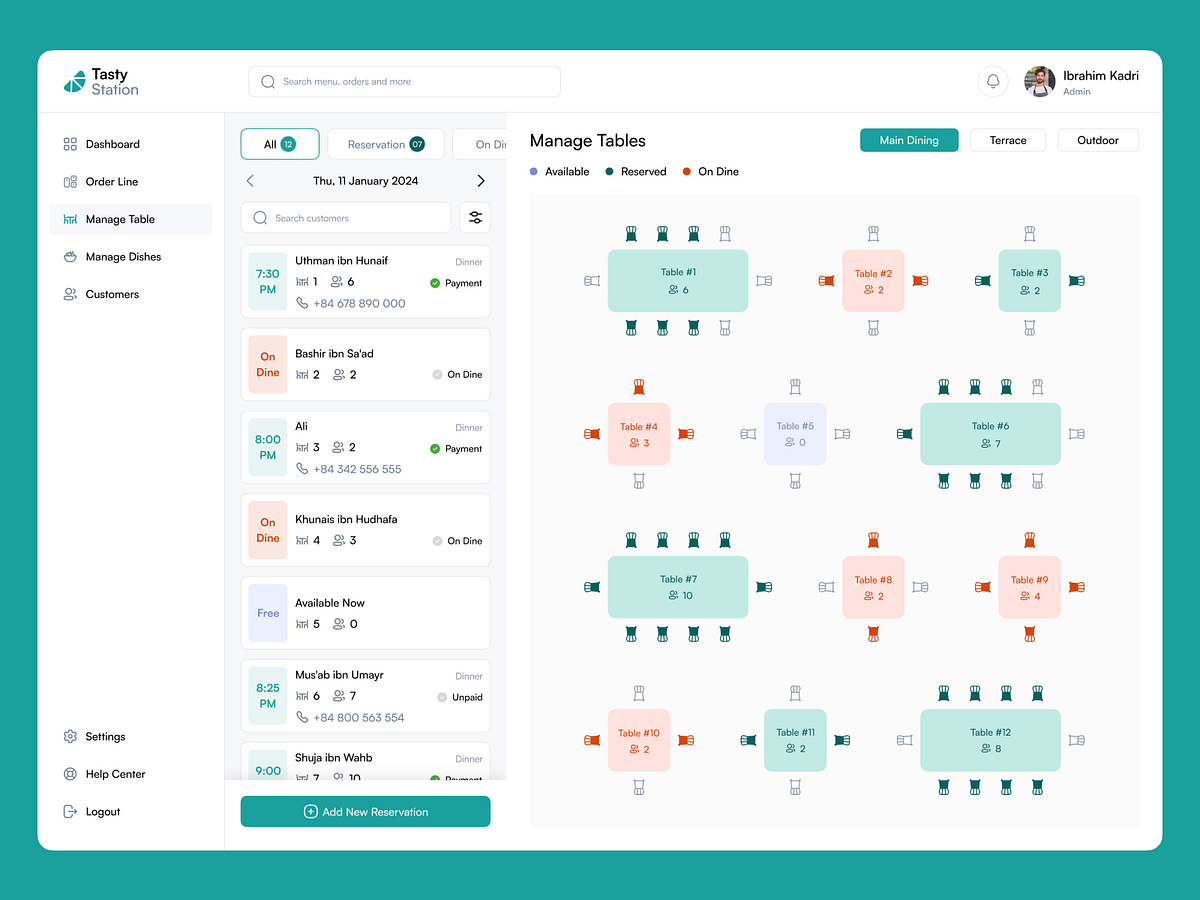 Tasty
Station
Search menu, orders and more
Ibrahim Kadri
Admin
Dashboard
Order Line
Manage Table
Manage Dishes
Customers
Settings
Help Center
Logout
All 12
Reservation 07
On Di
Thu, 11 January 2024
Search customers
7:30
PM
Uthman ibn Hunaif
Dinner
1 6
Payment
+84 678 890 000
On
Dine
Bashir ibn Sa'ad
2 2
On Dine
8:00
PM
Ali
Dinner
3 2
Payment
+84 342 556 555
On
Dine
Khunais ibn Hudhafa
4 3
On Dine
Free
Available Now
5 0
8:25
PM
Mus'ab ibn Umayr
Dinner
6 7
Unpaid
+84 800 563 554
9:00
Shuja ibn Wahb
Dinner
7 10
Payment
Add New Reservation
Manage Tables
Main Dining
Terrace
Outdoor
Available
Reserved
On Dine
Table #1
6
Table #2
2
Table #3
2
Table #4
3
Table #5
0
Table #6
7
Table #7
10
Table #8
2
Table #9
4
Table #10
2
Table #11
2
Table #12
8